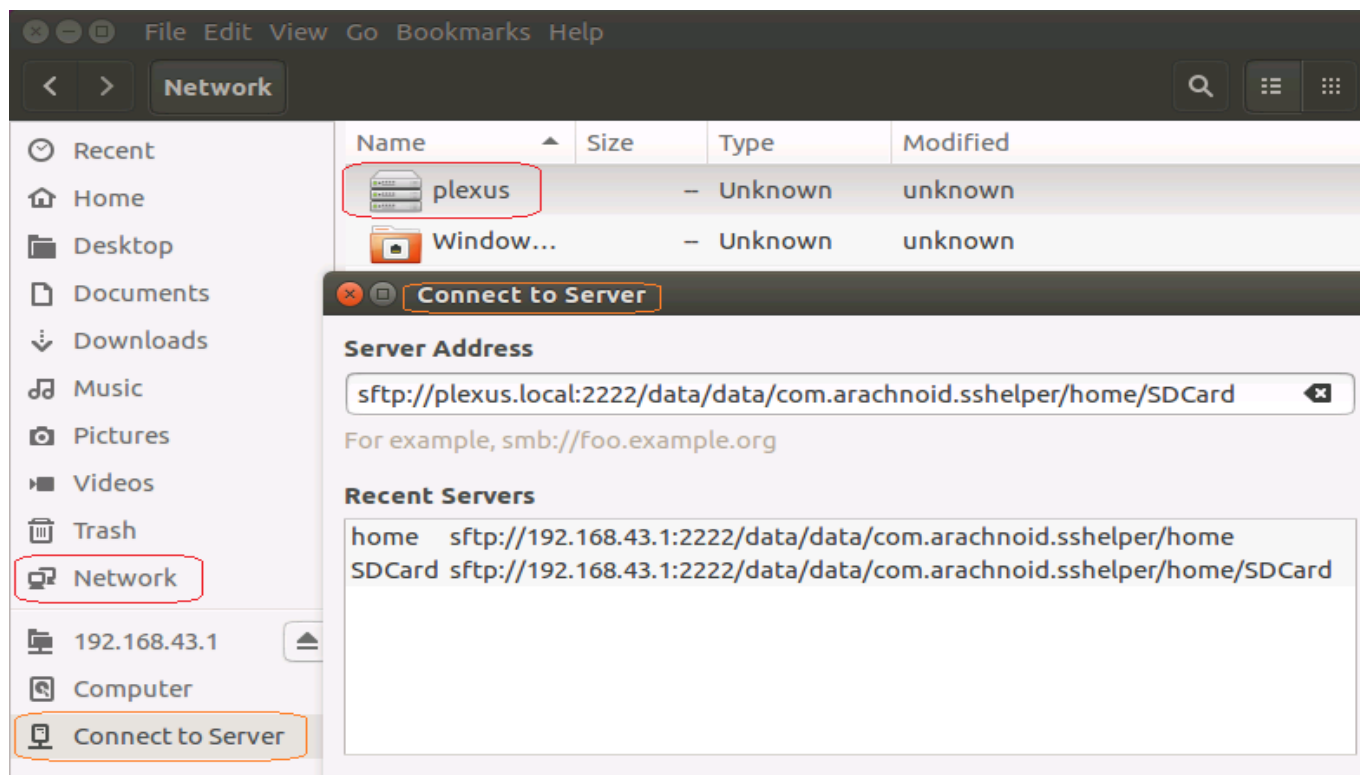 File Edit View Go Bookmarks Help
Network
Recent
Home
Desktop
Documents
Downloads
Music
Pictures
Videos
Trash
Network
192.168.43.1
Computer
Connect to Server
Name Size Type Modified
plexus -- Unknown unknown
Window... -- Unknown unknown
Connect to Server
Server Address
sftp://plexus.local:2222/data/data/com.arachnoid.sshelper/home/SDCard
For example, smb://foo.example.org
Recent Servers
home sftp://192.168.43.1:2222/data/data/com.arachnoid.sshelper/home
SDCard sftp://192.168.43.1:2222/data/data/com.arachnoid.sshelper/home/SDCard